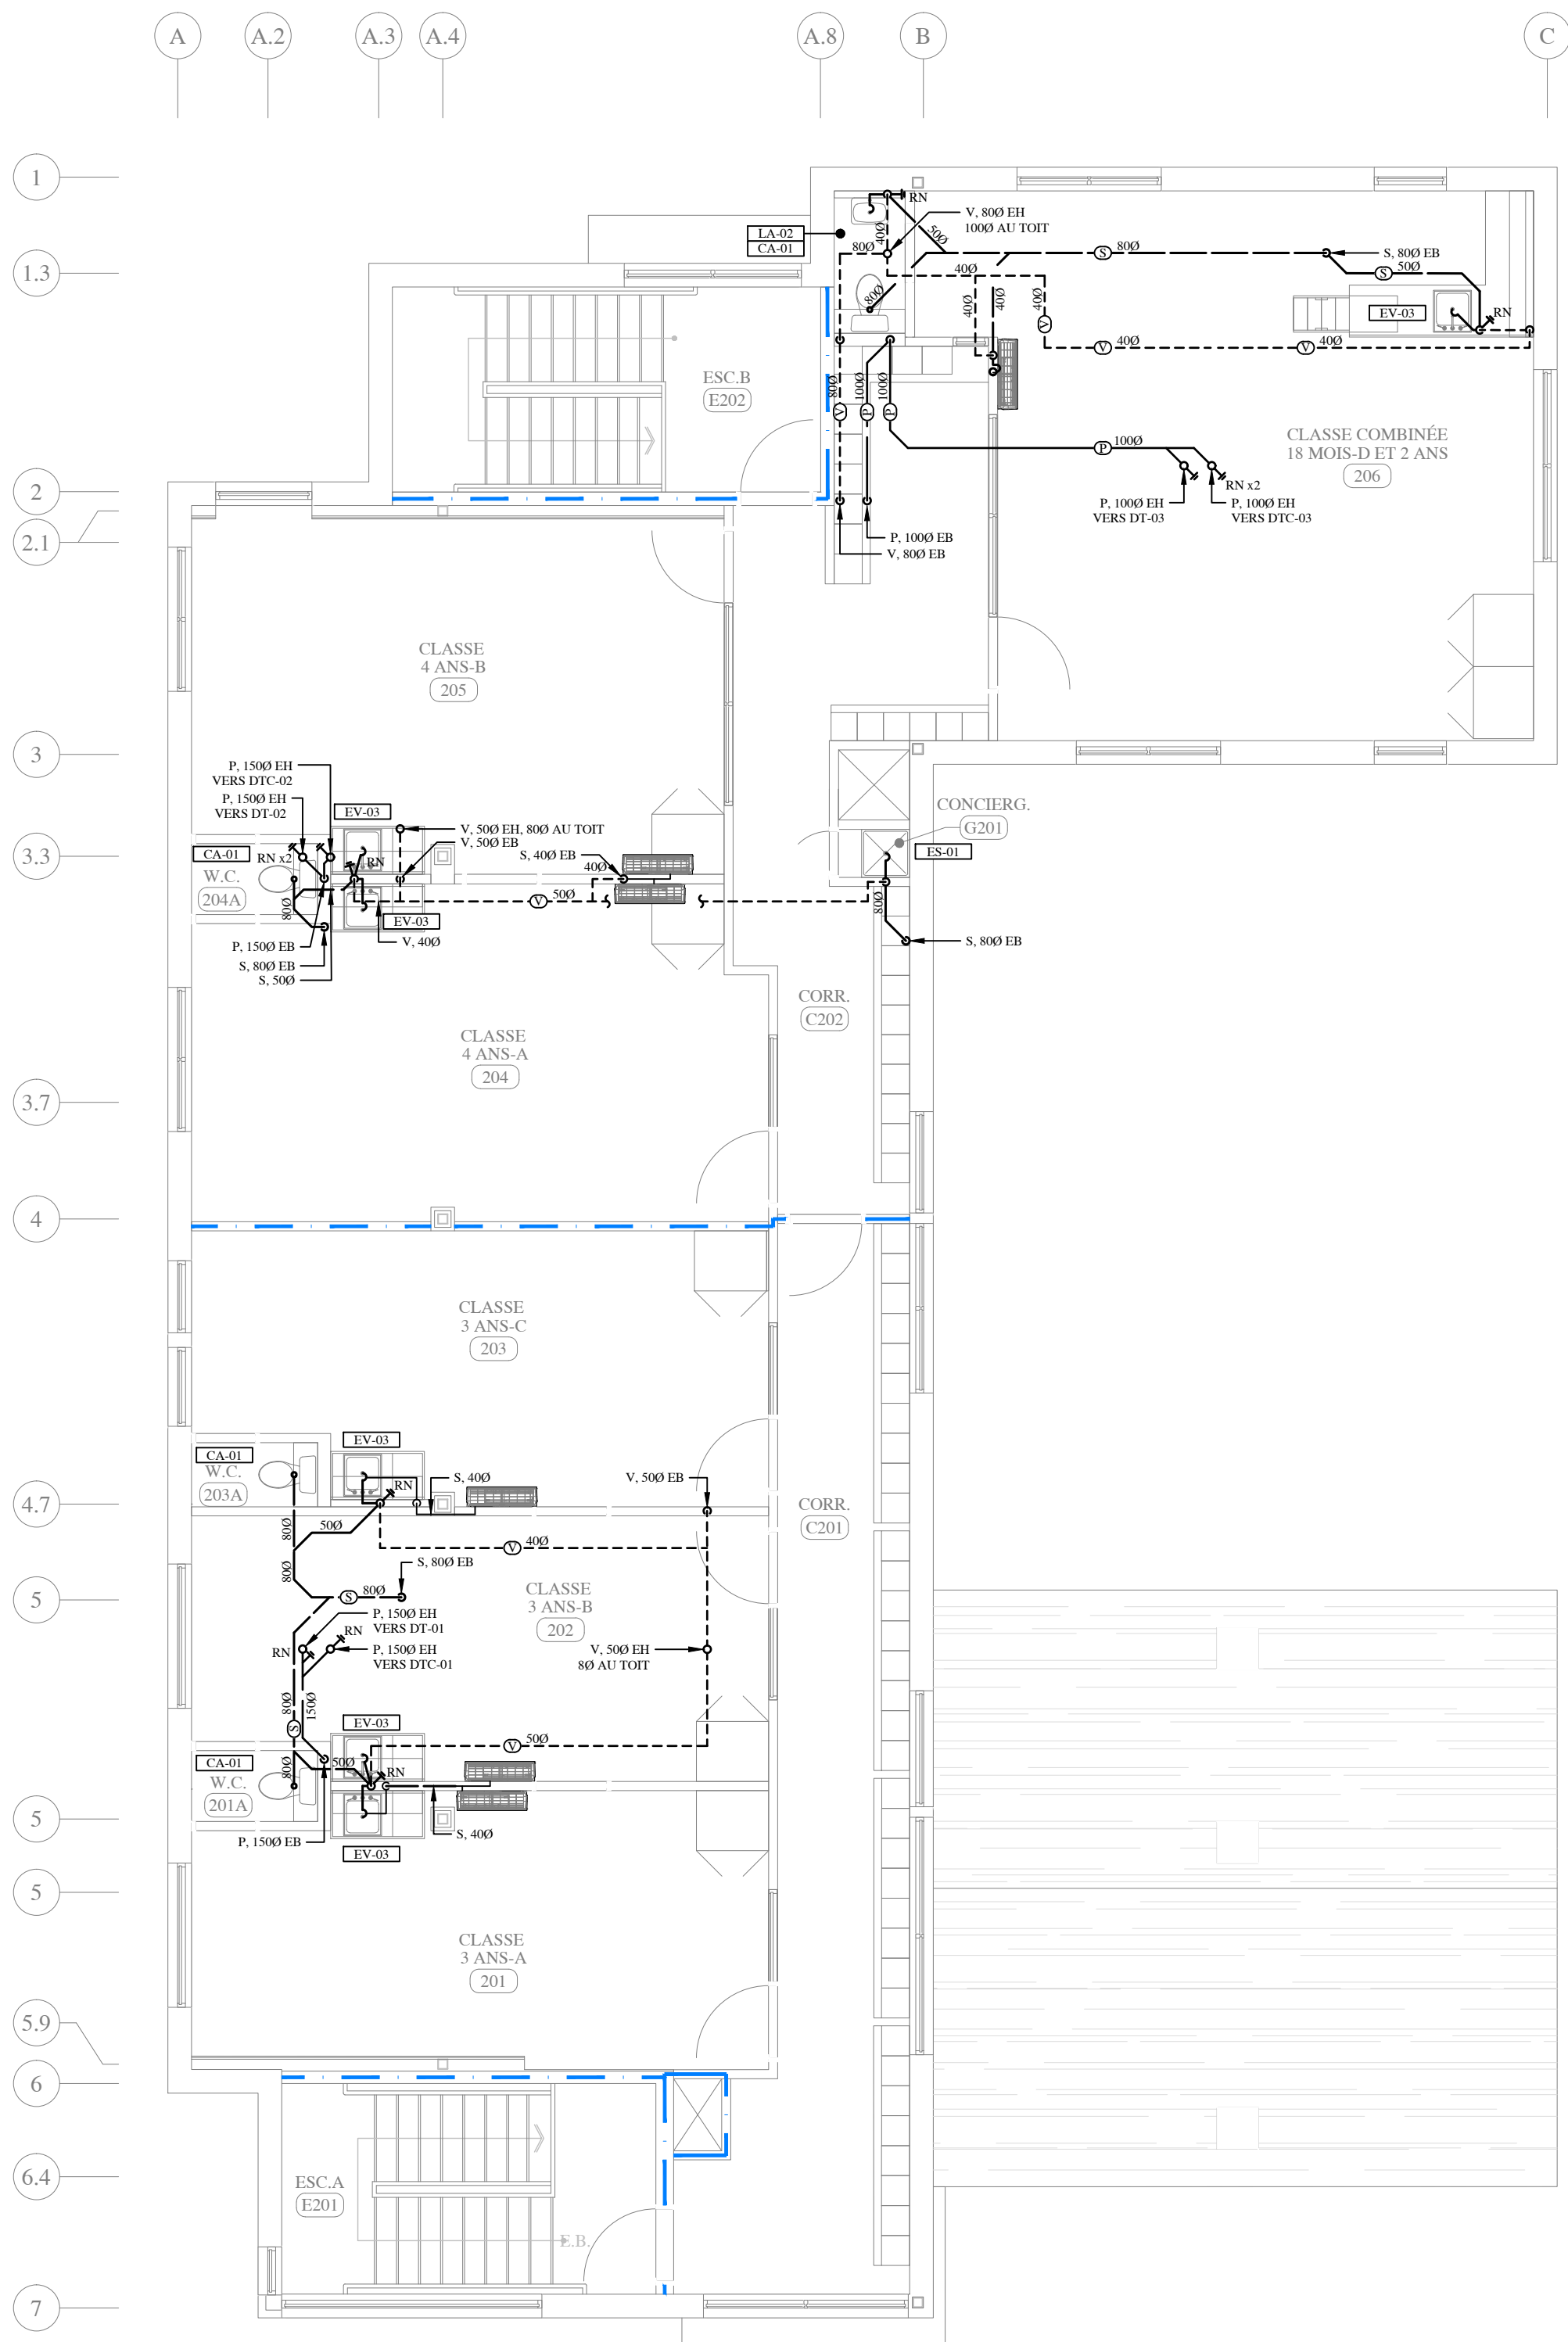 A
A.2
A.3
A.4
A.8
B
C
1
1.3
2
2.1
3
3.3
3.7
4
4.7
5
5
5
5.9
6
6.4
7
RN
V, 80Ø EH
100Ø AU TOIT
LA-02
CA-01
40Ø
50Ø
80Ø
S
80Ø
S, 80Ø EB
S
50Ø
40Ø
80Ø
40Ø
40Ø
40Ø
V
EV-03
RN
V
40Ø
V
40Ø
ESC.B
E202
80Ø
100Ø
100Ø
V
P
P
P
100Ø
CLASSE COMBINÉE
18 MOIS-D ET 2 ANS
206
RN x2
P, 100Ø EH
VERS DT-03
P, 100Ø EH
VERS DTC-03
P, 100Ø EB
V, 80Ø EB
CLASSE
4 ANS-B
205
P, 150Ø EH
VERS DTC-02
P, 150Ø EH
VERS DT-02
EV-03
V, 50Ø EH, 80Ø AU TOIT
V, 50Ø EB
S, 40Ø EB
40Ø
CONCIERG.
G201
ES-01
CA-01
RN x2
RN
W.C.
204A
80Ø
V
50Ø
80Ø
EV-03
V, 40Ø
P, 150Ø EB
S, 80Ø EB
S, 50Ø
S, 80Ø EB
CORR.
C202
CLASSE
4 ANS-A
204
CLASSE
3 ANS-C
203
EV-03
CA-01
W.C.
203A
RN
S, 40Ø
V, 50Ø EB
CORR.
C201
80Ø
50Ø
V
40Ø
80Ø
S, 80Ø EB
S
80Ø
CLASSE
3 ANS-B
202
P, 150Ø EH
VERS DT-01
RN
RN
P, 150Ø EH
VERS DTC-01
V, 50Ø EH
8Ø AU TOIT
80Ø
150Ø
S
EV-03
V
50Ø
CA-01
80Ø
50Ø
RN
W.C.
201A
P, 150Ø EB
S, 40Ø
EV-03
CLASSE
3 ANS-A
201
ESC.A
E201
E.B.